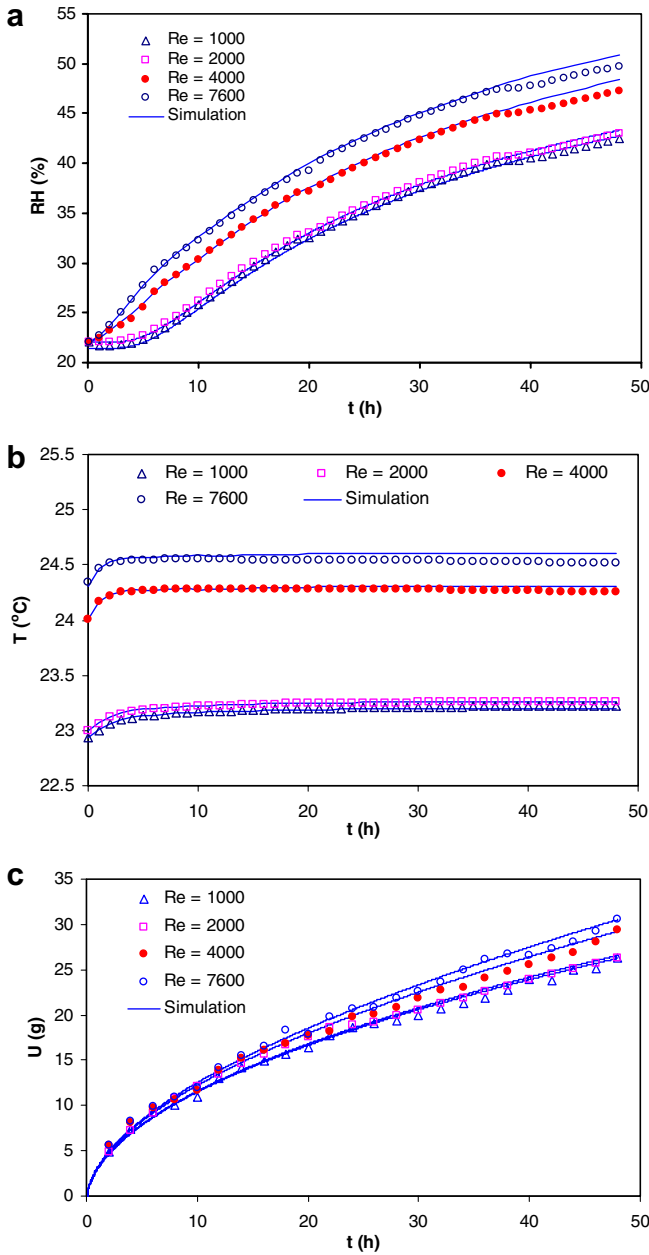 a
55
50
45
40
35
30
25
20
RH (%)
Re = 1000
Re = 2000
Re = 4000
Re = 7600
Simulation
0 10 20 30 40 50
t (h)
b
25.5
25
24.5
24
23.5
23
22.5
T (°C)
Re = 1000 Re = 2000 Re = 4000
Re = 7600 Simulation
0 10 20 30 40 50
t (h)
c
35
30
25
20
15
10
5
0
U (g)
Re = 1000
Re = 2000
Re = 4000
Re = 7600
Simulation
0 10 20 30 40 50
t (h)